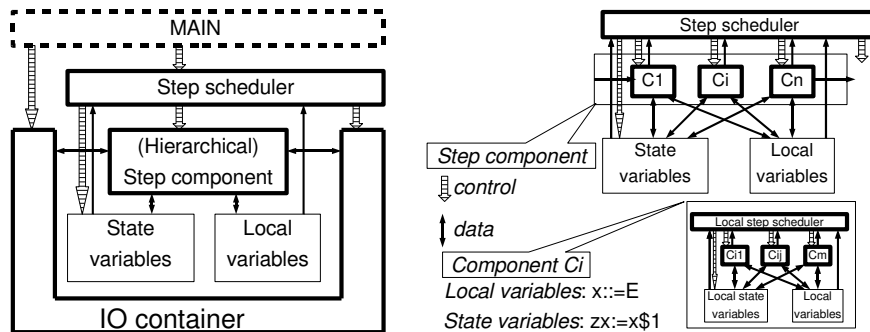 MAIN
Step scheduler
(Hierarchical)
Step component
State
variables
Local
variables
IO container
Step scheduler
C1
Ci
Cn
Step component
State
variables
Local
variables
control
data
Component Ci
Local variables: x::=E
State variables: zx:=x$1
Local step scheduler
Ci1
Cij
Cm
Local state
variables
Local
variables